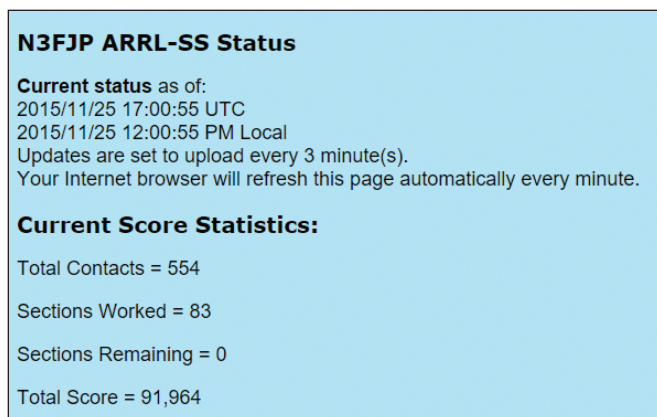 N3FJP ARRL-SS Status
Current status as of:
2015/11/25 17:00:55 UTC
2015/11/25 12:00:55 PM Local
Updates are set to upload every 3 minute(s).
Your Internet browser will refresh this page automatically every minute.
Current Score Statistics:
Total Contacts = 554
Sections Worked = 83
Sections Remaining = 0
Total Score = 91,964